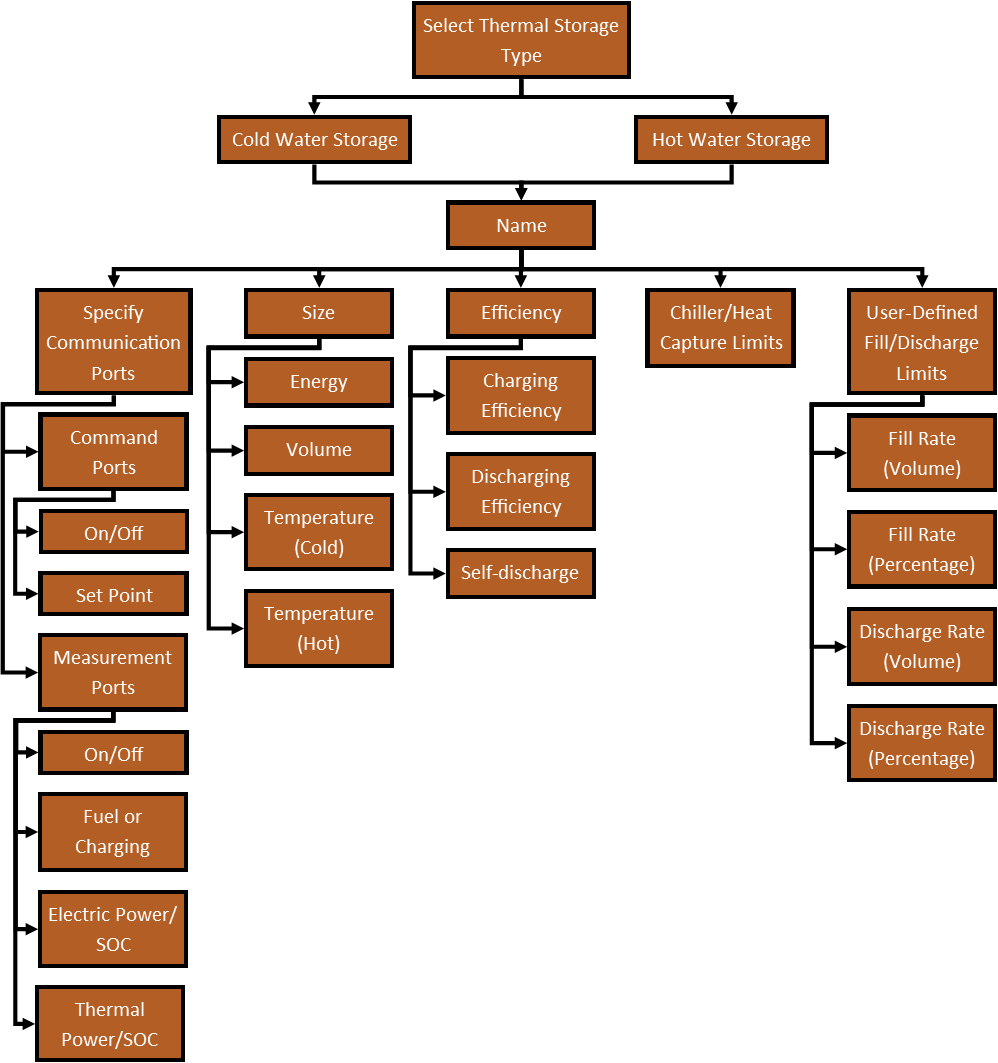 Select Thermal Storage
Type
Cold Water Storage
Hot Water Storage
Name
Specify
Communication
Ports
Command
Ports
On/Off
Set Point
Measurement
Ports
On/Off
Fuel or
Charging
Electric Power/
SOC
Thermal
Power/SOC
Size
Energy
Volume
Temperature
(Cold)
Temperature
(Hot)
Efficiency
Charging
Efficiency
Discharging
Efficiency
Self-discharge
Chiller/Heat
Capture Limits
User-Defined
Fill/Discharge
Limits
Fill Rate
(Volume)
Fill Rate
(Percentage)
Discharge Rate
(Volume)
Discharge Rate
(Percentage)